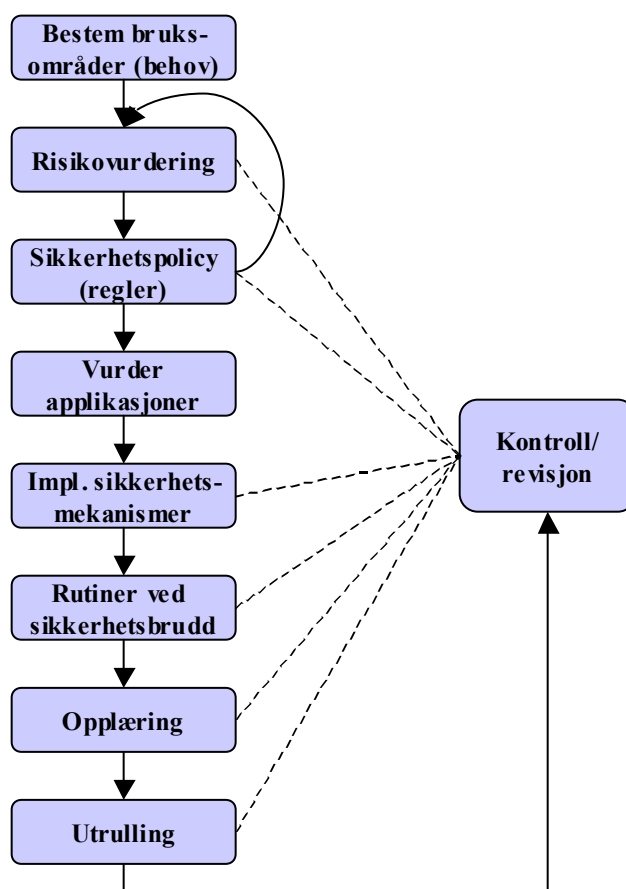 Bestem bruks-
områder (behov)
Risikovurdering
Sikkerhetspolicy
(regler)
Vurder
applikasjoner
Impl. sikkerhets-
mekanismer
Rutiner ved
sikkerhetsbrudd
Opplæring
Utrulling
Kontroll/
revisjon